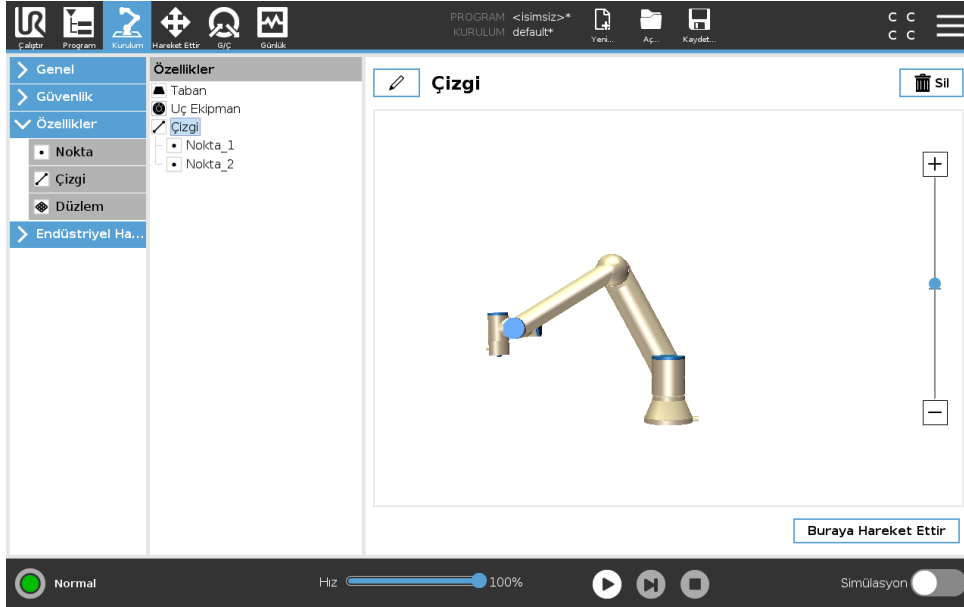 UR
PROGRAM <isimsiz>*
KURULUM default*
C C
C C
Çalıştır Program Kurulum Hareket Ettir G/Ç Günlük Yeni... Aç... Kaydet...
Genel
Güvenlik
Özellikler
Nokta
Çizgi
Düzlem
Endüstriyel Ha...
Özellikler
Taban
Uç Ekipman
Çizgi
Nokta_1
Nokta_2
Çizgi
Sil
Buraya Hareket Ettir
Normal
Hız 100%
Simülasyon